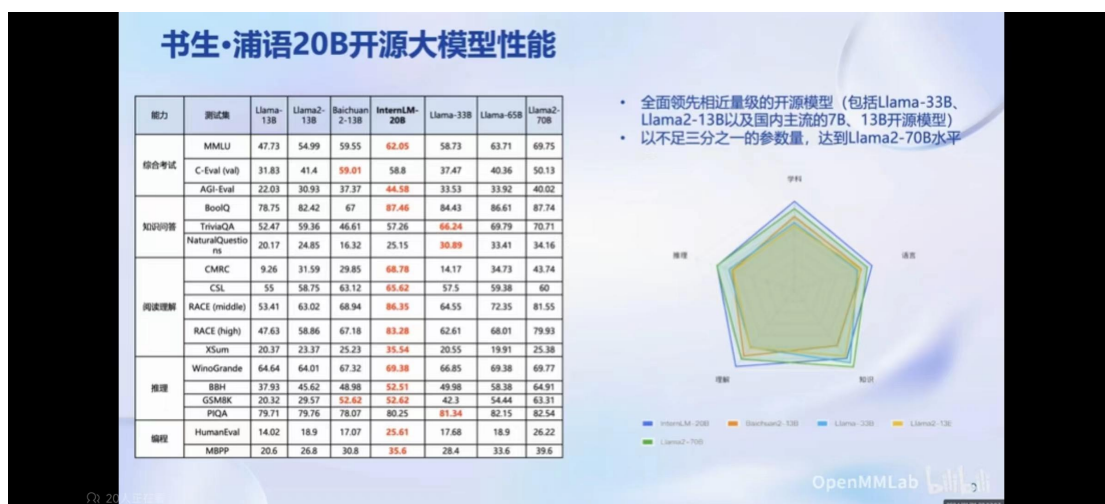 书生·浦语20B开源大模型性能
能力 测试集 Llama-13B Llama2-13B Baichuan2-13B InternLM-20B Llama-33B Llama-65B Llama2-70B
综合考试
MMLU 47.73 54.99 59.55 62.05 58.73 63.71 69.75
C-Eval (val) 31.83 41.4 59.01 58.8 37.47 40.36 50.13
AGI-Eval 22.03 30.93 37.37 44.58 33.53 33.92 40.02
知识问答
BoolQ 78.75 82.42 67 87.46 84.43 86.61 87.74
TriviaQA 52.47 59.36 46.61 57.26 66.24 69.79 70.71
NaturalQuestions 20.17 24.85 16.32 25.15 30.89 33.41 34.16
阅读理解
CMRC 9.26 31.59 29.85 68.78 14.17 34.73 43.74
CSL 55 58.75 63.12 65.62 57.5 59.38 60
RACE (middle) 53.41 63.02 68.94 86.35 64.55 72.35 81.55
RACE (high) 47.63 58.86 67.18 83.28 62.61 68.01 79.93
XSum 20.37 23.37 25.23 35.54 20.55 19.91 25.38
推理
WinoGrande 64.64 64.01 67.32 69.38 66.85 69.38 69.77
BBH 37.93 45.62 48.98 52.51 49.98 58.38 64.91
GSM8K 20.32 29.57 52.62 52.62 42.3 54.44 63.31
PIQA 79.71 79.76 78.07 80.25 81.34 82.15 82.54
编程
HumanEval 14.02 18.9 17.07 25.61 17.68 18.9 26.22
MBPP 20.6 26.8 30.8 35.6 28.4 33.6 39.6
• 全面领先相近量级的开源模型（包括Llama-33B、
Llama2-13B以及国内主流的7B、13B开源模型）
• 以不足三分之一的参数量，达到Llama2-70B水平
学科
推理
语言
理解
知识
InternLM-20B Baichuan2-13B Llama-33B Llama2-13B
Llama2-70B
OpenMMLab bilibili